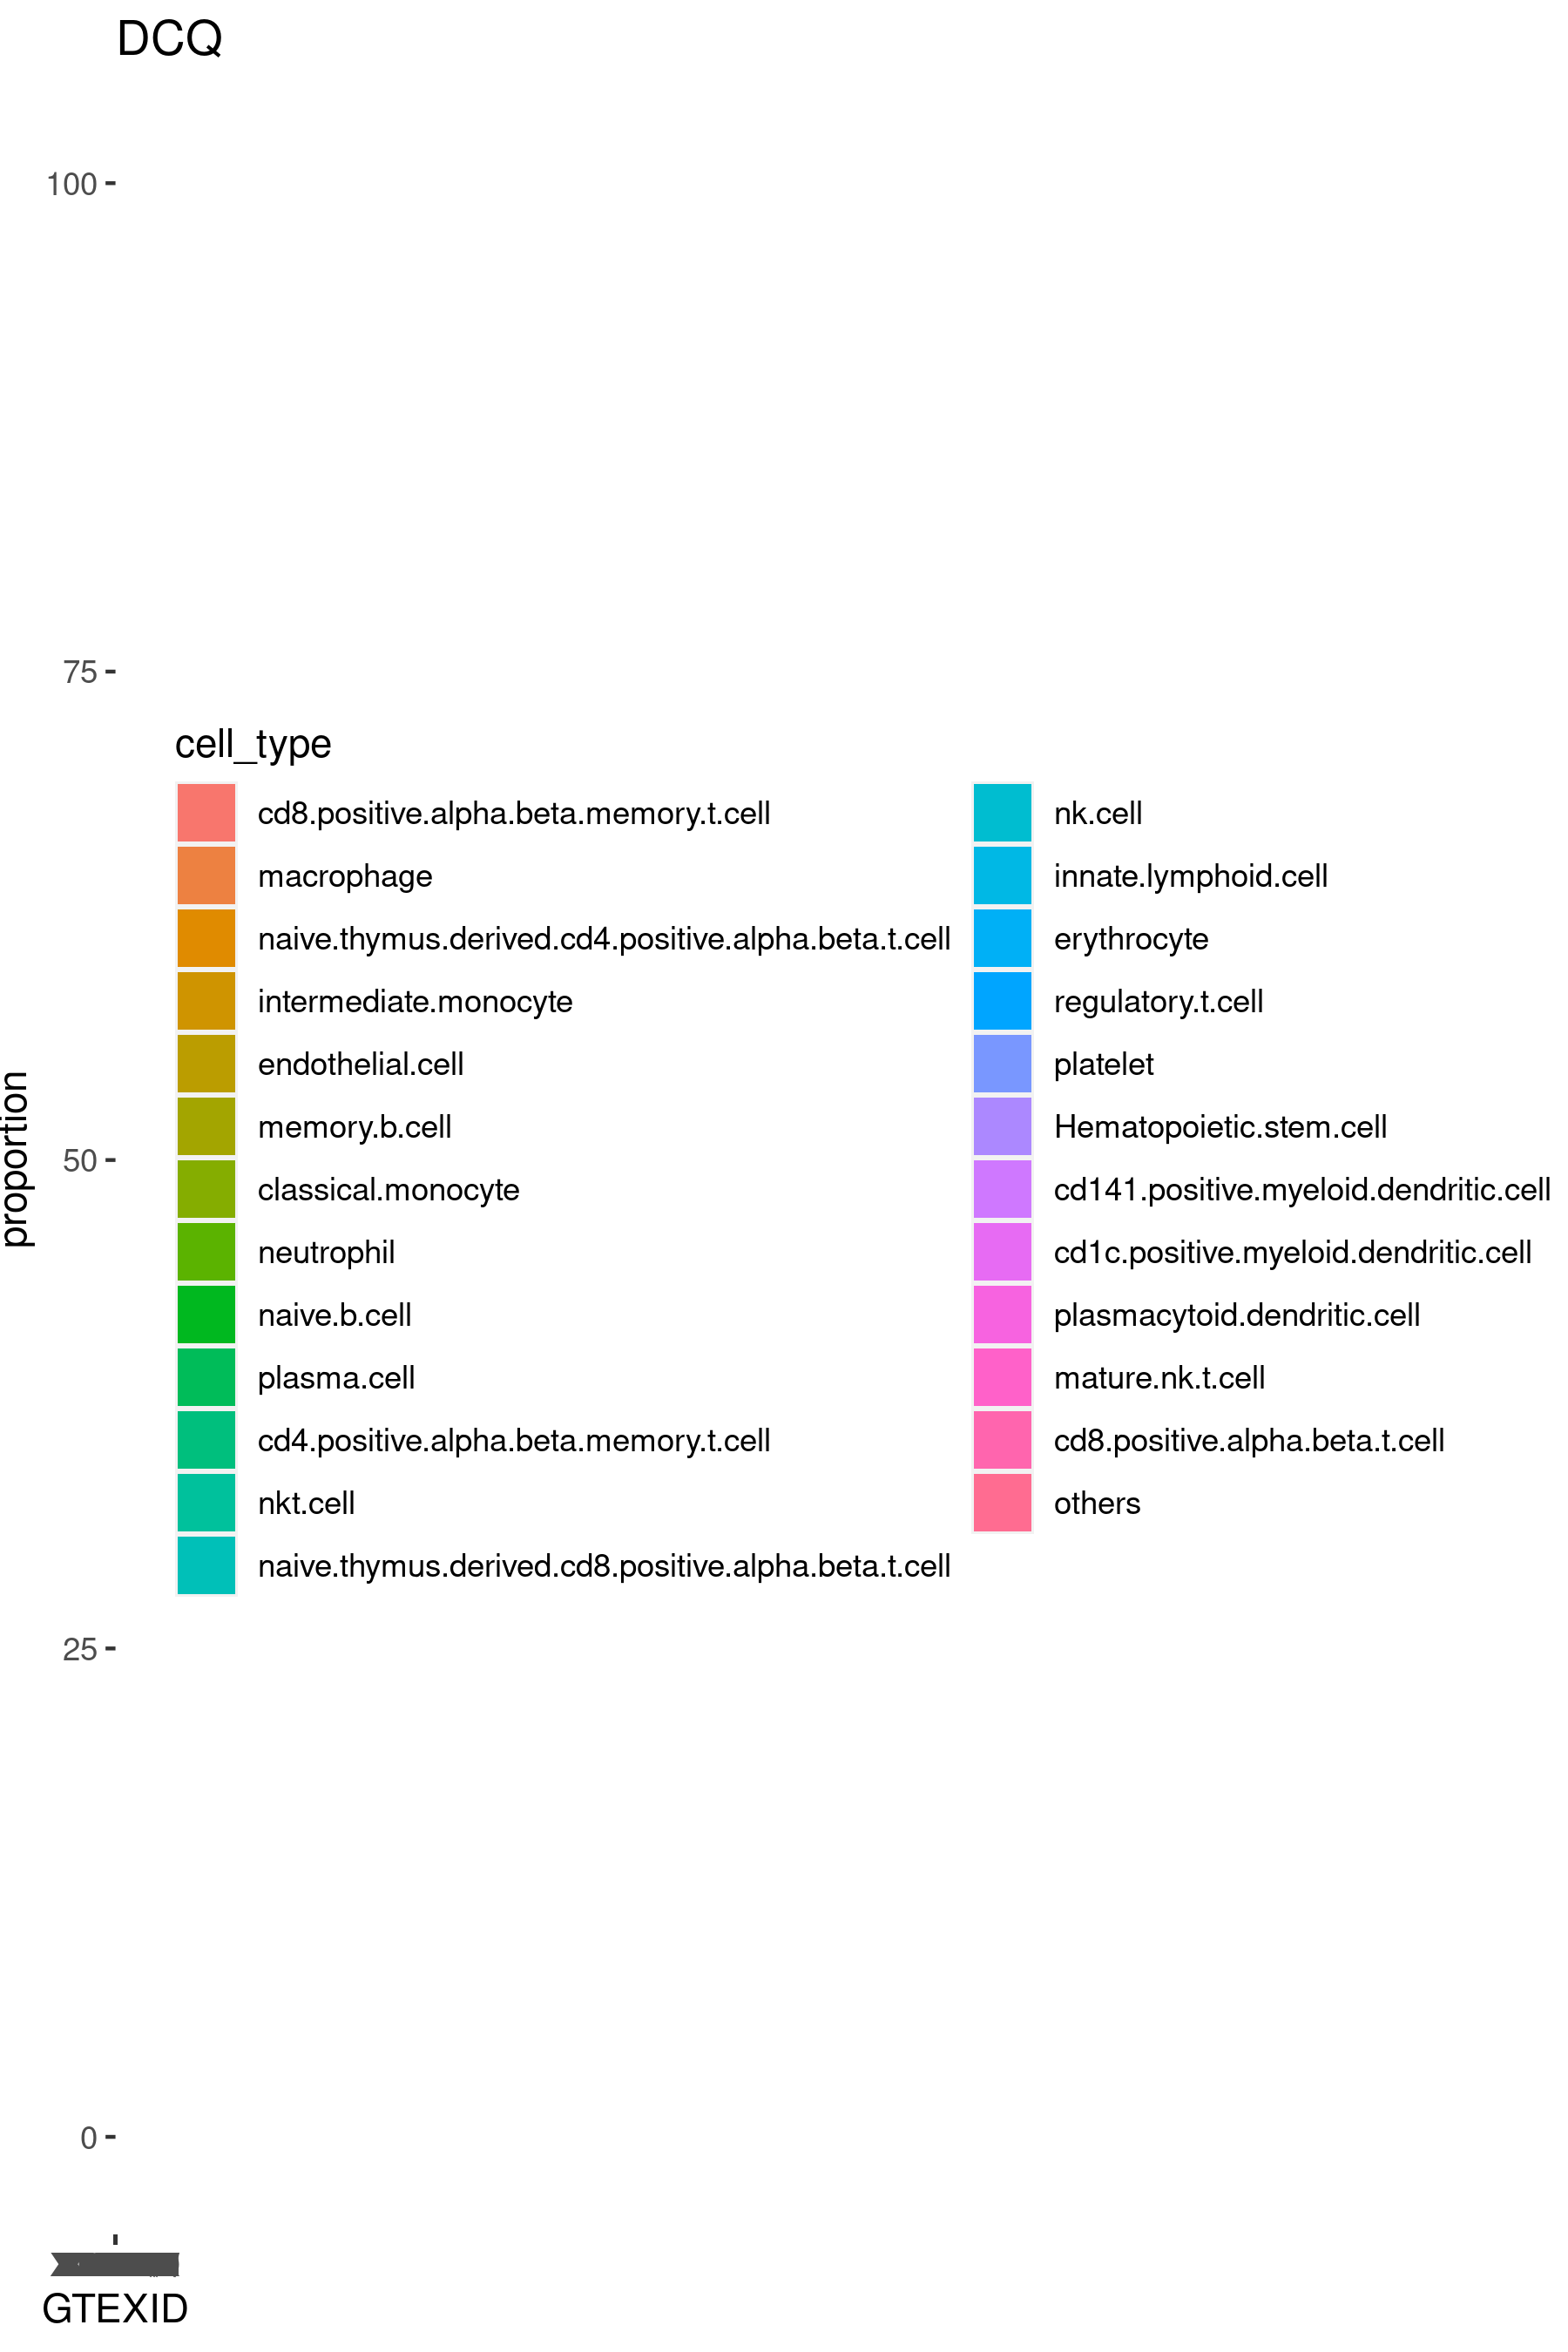 DCQ
100
75
50
25
0
proportion
cell_type
cd8.positive.alpha.beta.memory.t.cell
macrophage
naive.thymus.derived.cd4.positive.alpha.beta.t.cell
intermediate.monocyte
endothelial.cell
memory.b.cell
classical.monocyte
neutrophil
naive.b.cell
plasma.cell
cd4.positive.alpha.beta.memory.t.cell
nkt.cell
naive.thymus.derived.cd8.positive.alpha.beta.t.cell
nk.cell
innate.lymphoid.cell
erythrocyte
regulatory.t.cell
platelet
Hematopoietic.stem.cell
cd141.positive.myeloid.dendritic.cell
cd1c.positive.myeloid.dendritic.cell
plasmacytoid.dendritic.cell
mature.nk.t.cell
cd8.positive.alpha.beta.t.cell
others
GTEXID